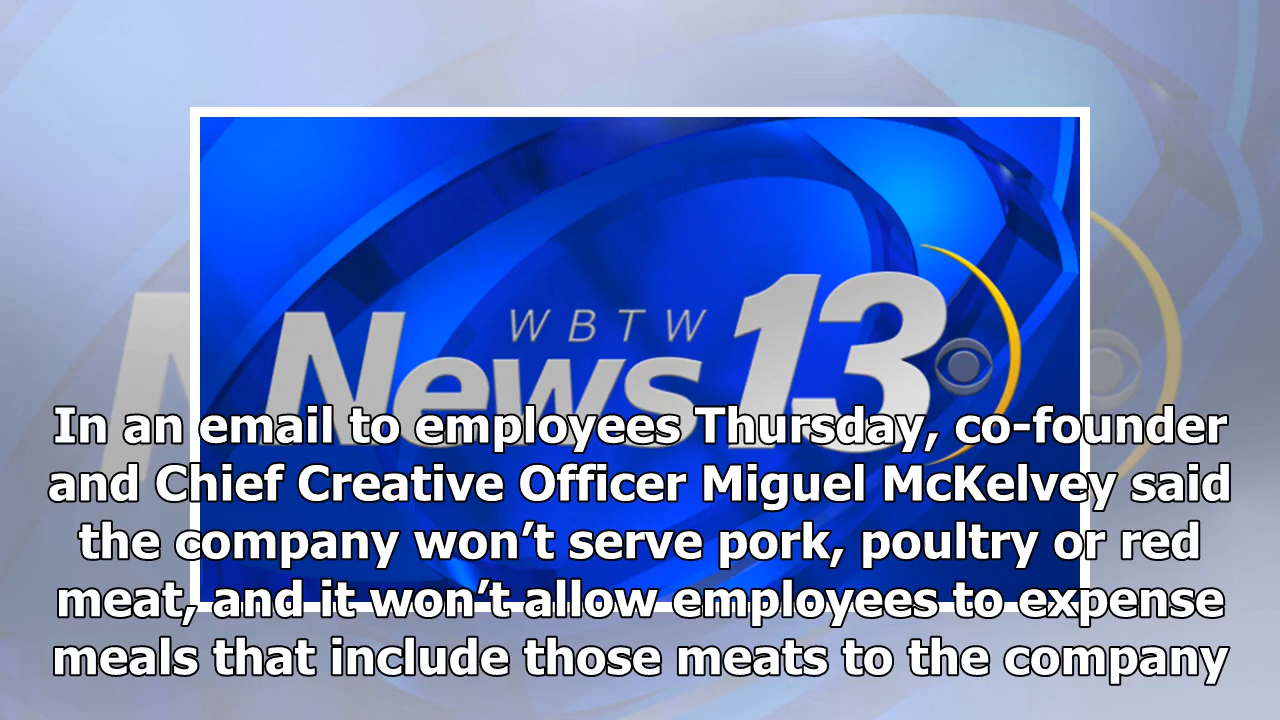 WBTW
News 13
In an email to employees Thursday, co-founder
and Chief Creative Officer Miguel McKelvey said
the company won’t serve pork, poultry or red
meat, and it won’t allow employees to expense
meals that include those meats to the company